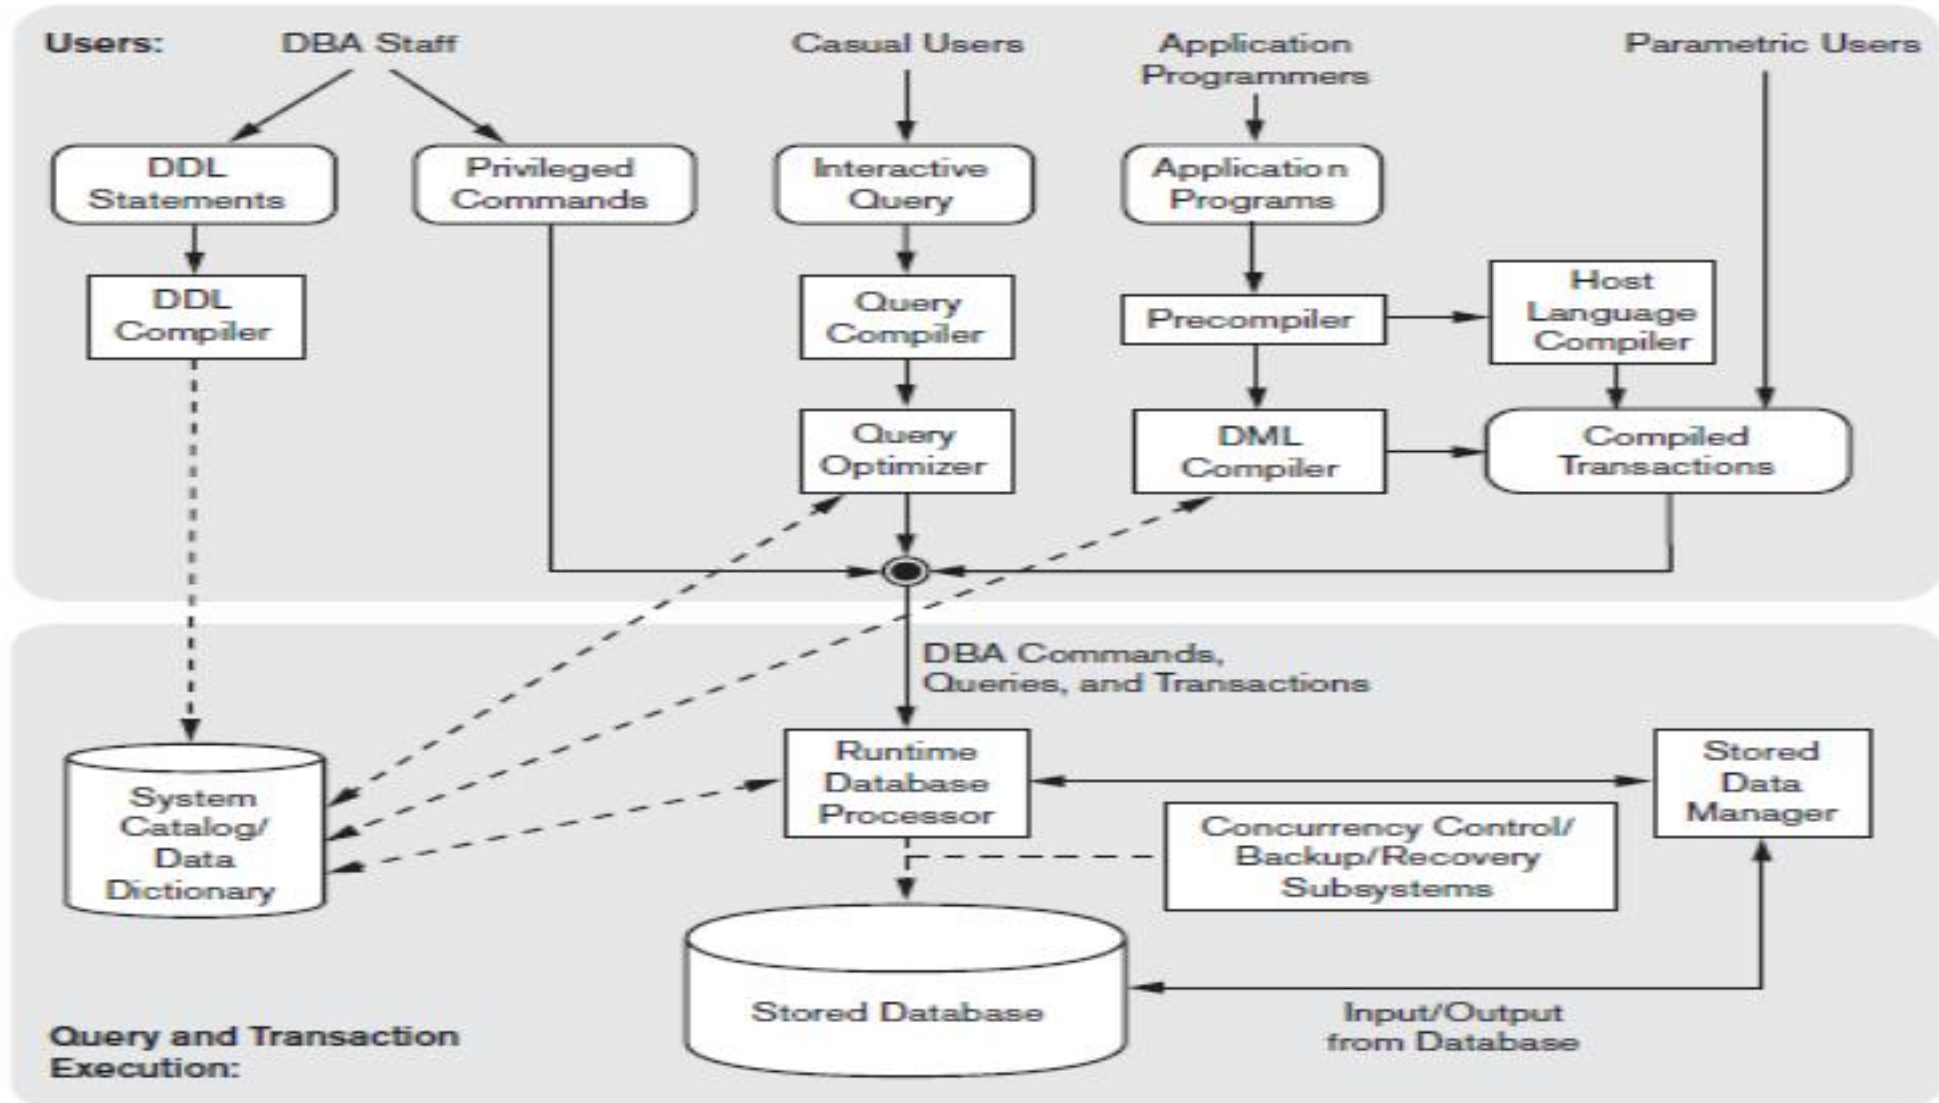 Users:
DBA Staff
Casual Users
Application
Programmers
Parametric Users
DDL
Statements
Privileged
Commands
Interactive
Query
Application
Programs
DDL
Compiler
Query
Compiler
Precompiler
Host
Language
Compiler
Query
Optimizer
DML
Compiler
Compiled
Transactions
DBA Commands,
Queries, and Transactions
System
Catalog/
Data
Dictionary
Runtime
Database
Processor
Stored
Data
Manager
Concurrency Control/
Backup/Recovery
Subsystems
Stored Database
Input/Output
from Database
Query and Transaction
Execution: